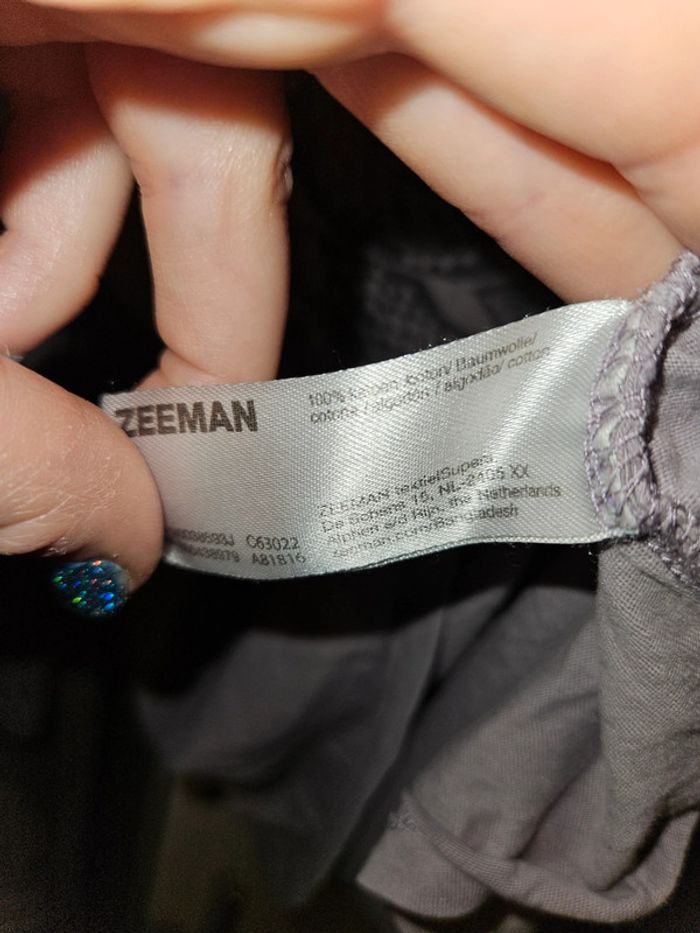 ZEEMAN
100% katoen /coton/ Baumwolle/
cotone / algodón / algodão/ cotton
ZEEMAN textielSupers
De Schans 15, NL-2405 XX
Alphen a/d Rijn, the Netherlands
zeeman.com/Bangladesh
C63022
A81816